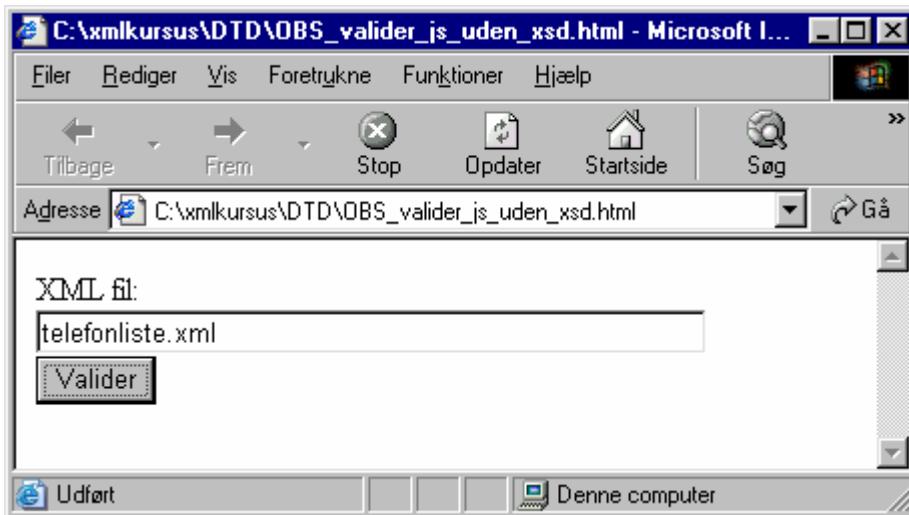 C:\xmlkursus\DTD\OBS_valider_js_uden_xsd.html - Microsoft I...
Filer Rediger Vis Foretrukne Funktioner Hjælp
Tilbage Frem Stop Opdater Startside Søg »
Adresse C:\xmlkursus\DTD\OBS_valider_js_uden_xsd.html Gå
XML fil:
telefonliste.xml
Valider
Udført Denne computer